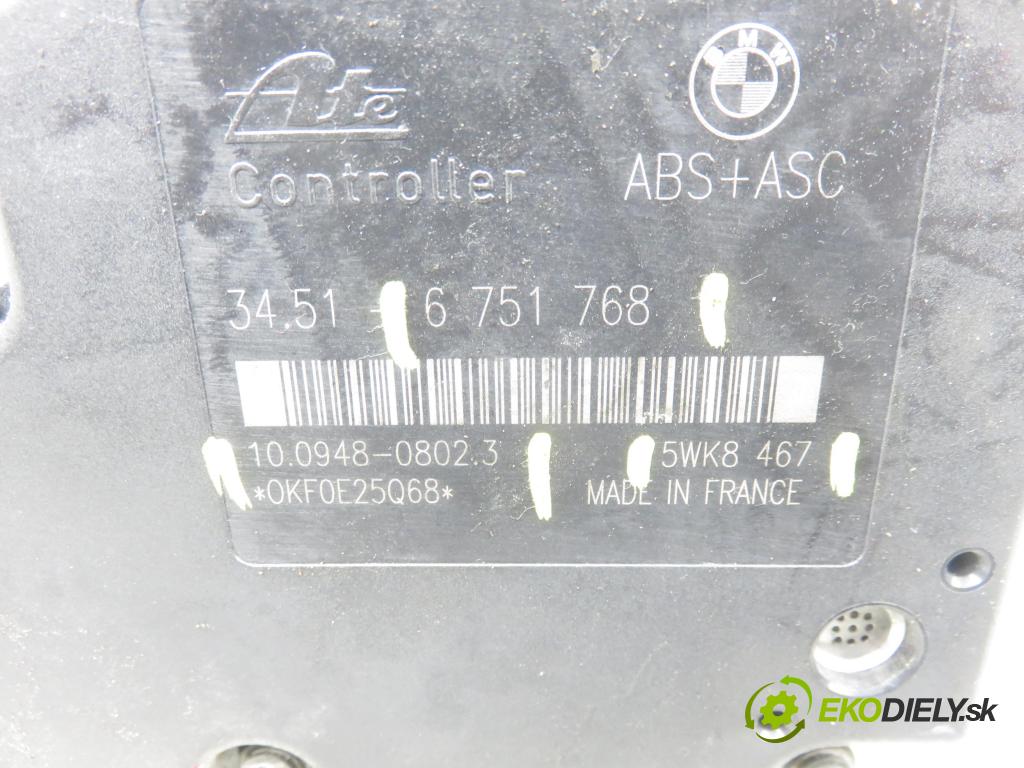 Ate
BMW
Controller
ABS+ASC
34.51 - 6 751 768
10.0948-0802.3
5WK8 467
*0KF0E25Q68*
MADE IN FRANCE
EKODIELY.sk